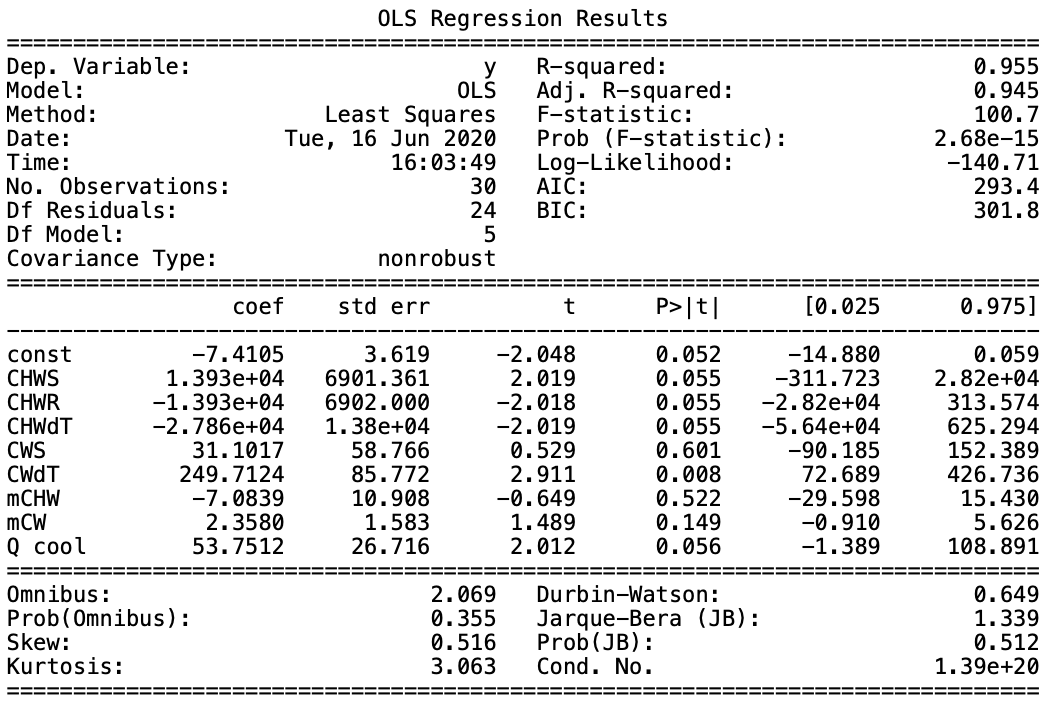 OLS Regression Results
Dep. Variable: y R-squared: 0.955
Model: OLS Adj. R-squared: 0.945
Method: Least Squares F-statistic: 100.7
Date: Tue, 16 Jun 2020 Prob (F-statistic): 2.68e-15
Time: 16:03:49 Log-Likelihood: -140.71
No. Observations: 30 AIC: 293.4
Df Residuals: 24 BIC: 301.8
Df Model: 5
Covariance Type: nonrobust
coef std err t P>|t| [0.025 0.975]
const -7.4105 3.619 -2.048 0.052 -14.880 0.059
CHWS 1.393e+04 6901.361 2.019 0.055 -311.723 2.82e+04
CHWR -1.393e+04 6902.000 -2.018 0.055 -2.82e+04 313.574
CHWdT -2.786e+04 1.38e+04 -2.019 0.055 -5.64e+04 625.294
CWS 31.1017 58.766 0.529 0.601 -90.185 152.389
CWdT 249.7124 85.772 2.911 0.008 72.689 426.736
mCHW -7.0839 10.908 -0.649 0.522 -29.598 15.430
mCW 2.3580 1.583 1.489 0.149 -0.910 5.626
Q cool 53.7512 26.716 2.012 0.056 -1.389 108.891
Omnibus: 2.069 Durbin-Watson: 0.649
Prob(Omnibus): 0.355 Jarque-Bera (JB): 1.339
Skew: 0.516 Prob(JB): 0.512
Kurtosis: 3.063 Cond. No. 1.39e+20